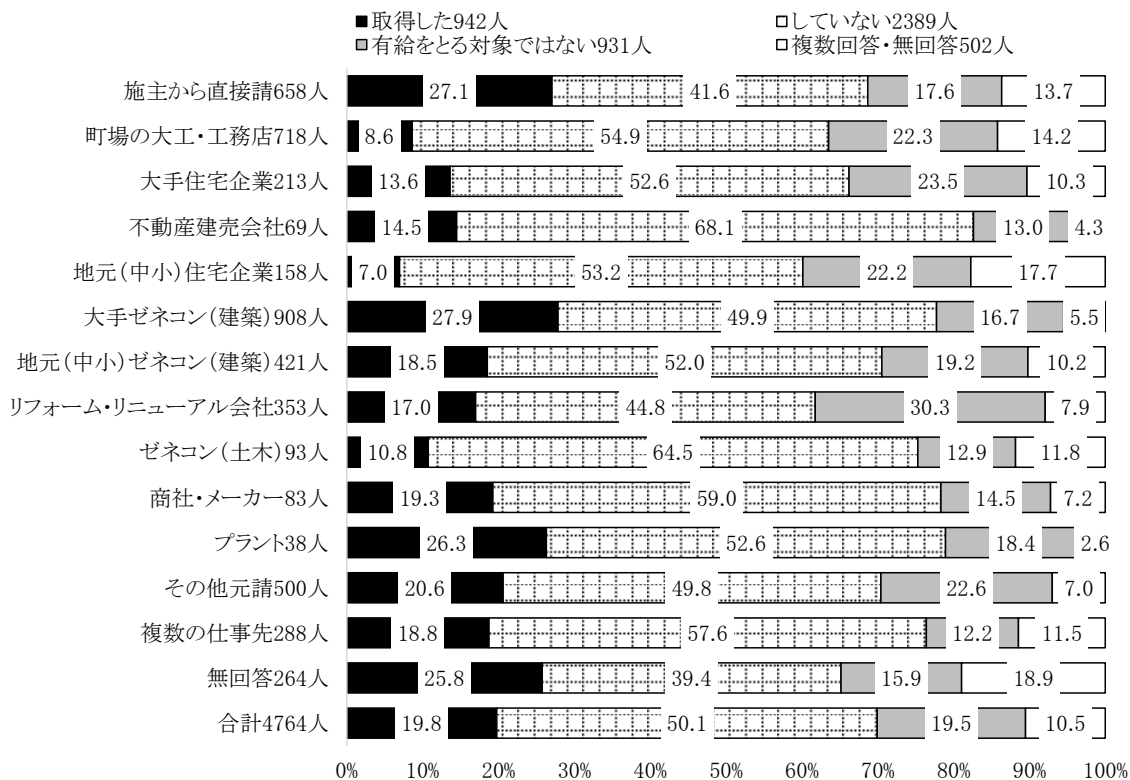 ■取得した942人 □していない2389人
■有給をとる対象ではない931人 □複数回答・無回答502人
施主から直接請658人 27.1 41.6 17.6 13.7
町場の大工・工務店718人 8.6 54.9 22.3 14.2
大手住宅企業213人 13.6 52.6 23.5 10.3
不動産建売会社69人 14.5 68.1 13.0 4.3
地元(中小)住宅企業158人 7.0 53.2 22.2 17.7
大手ゼネコン(建築)908人 27.9 49.9 16.7 5.5
地元(中小)ゼネコン(建築)421人 18.5 52.0 19.2 10.2
リフォーム・リニューアル会社353人 17.0 44.8 30.3 7.9
ゼネコン(土木)93人 10.8 64.5 12.9 11.8
商社・メーカー83人 19.3 59.0 14.5 7.2
プラント38人 26.3 52.6 18.4 2.6
その他元請500人 20.6 49.8 22.6 7.0
複数の仕事先288人 18.8 57.6 12.2 11.5
無回答264人 25.8 39.4 15.9 18.9
合計4764人 19.8 50.1 19.5 10.5
0% 10% 20% 30% 40% 50% 60% 70% 80% 90% 100%